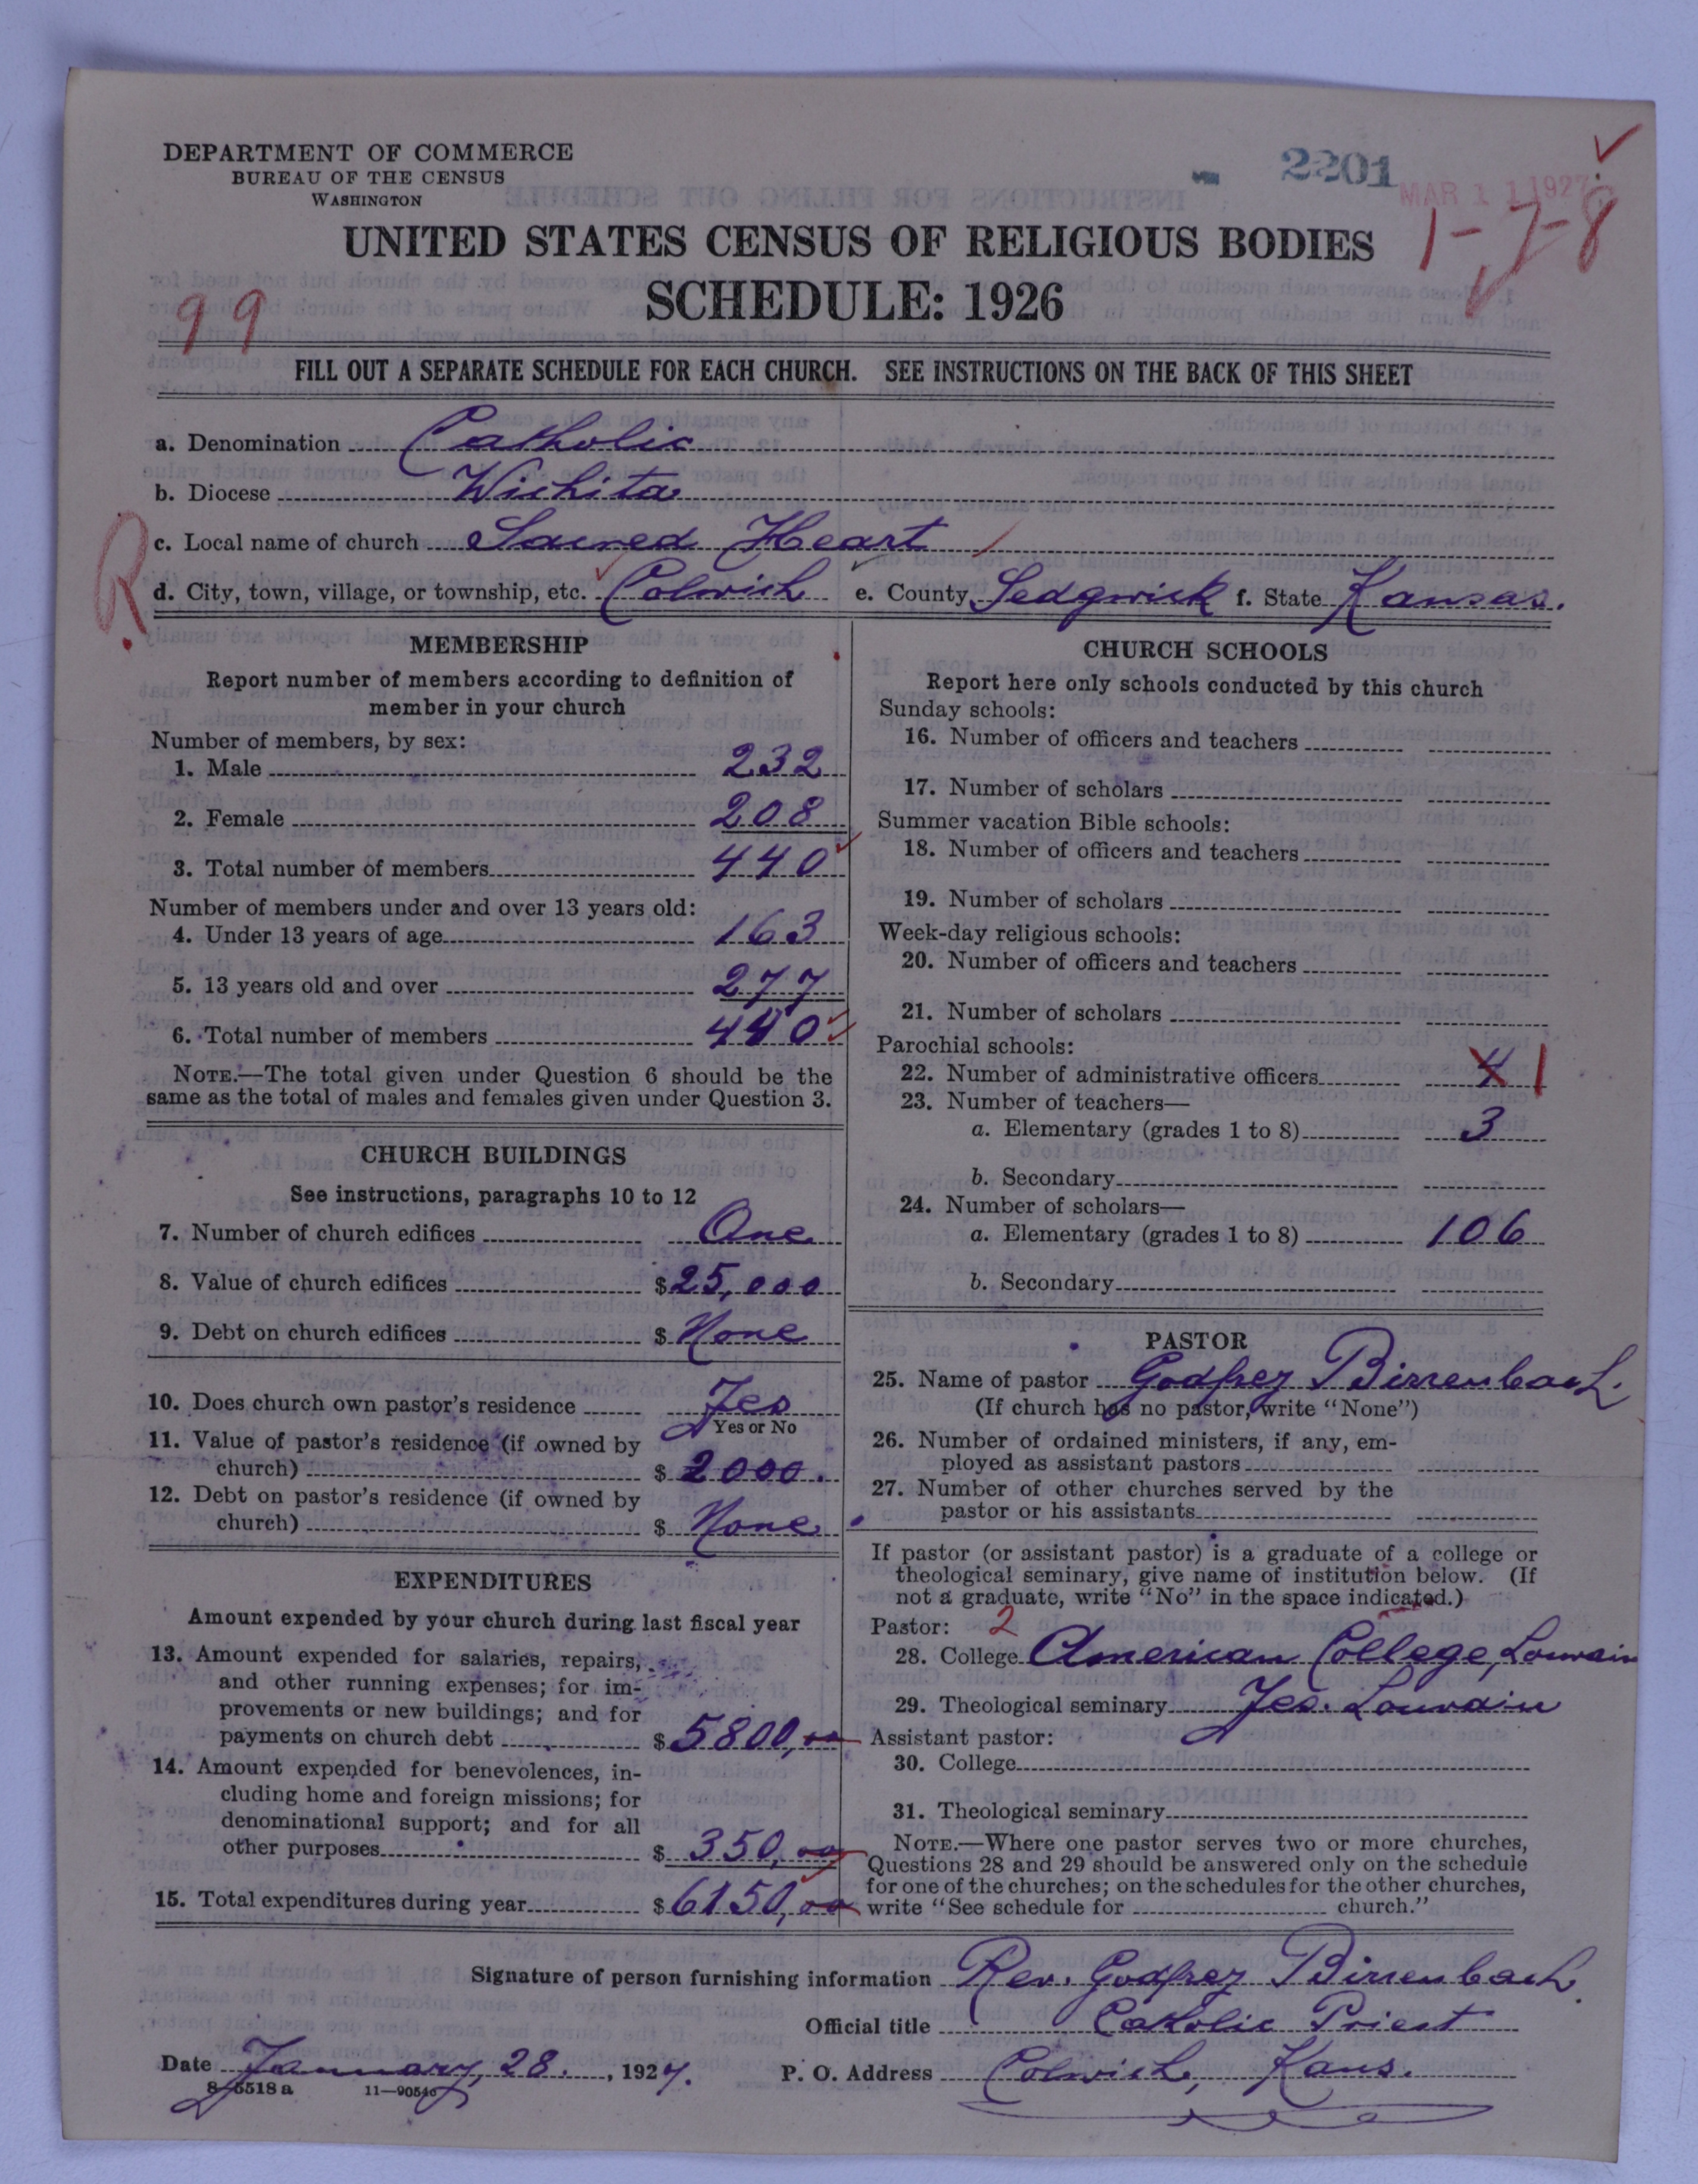 DEPARTMENT OF COMMERCE
BUREAU OF THE CENSUS
WASHINGTON
2201
MAR 11 1927
1-7-8
UNITED STATES CENSUS OF RELIGIOUS BODIES
SCHEDULE: 1926
99
FILL OUT A SEPARATE SCHEDULE FOR EACH CHURCH. SEE INSTRUCTIONS ON THE BACK OF THIS SHEET
a. Denomination Catholic
b. Diocese Wichita
c. Local name of church Sacred Heart
R.
d. City, town, village, or township, etc. Colwich e. County Sedgwick f. State Kansas.
MEMBERSHIP
Report number of members according to definition of
member in your church
Number of members, by sex:
1. Male 232
2. Female 208
3. Total number of members 440
Number of members under and over 13 years old:
4. Under 13 years of age 163
5. 13 years old and over 277
6. Total number of members 440
NOTE.—The total given under Question 6 should be the
same as the total of males and females given under Question 3.
CHURCH BUILDINGS
See instructions, paragraphs 10 to 12
7. Number of church edifices One
8. Value of church edifices $25,000
9. Debt on church edifices $ None
10. Does church own pastor's residence Yes
Yes or No
11. Value of pastor's residence (if owned by
church) $ 2000.
12. Debt on pastor's residence (if owned by
church) $ None
EXPENDITURES
Amount expended by your church during last fiscal year
13. Amount expended for salaries, repairs,
and other running expenses; for im-
provements or new buildings; and for
payments on church debt $5800,00
14. Amount expended for benevolences, in-
cluding home and foreign missions; for
denominational support; and for all
other purposes $ 350,00
15. Total expenditures during year $6150,00
CHURCH SCHOOLS
Report here only schools conducted by this church
Sunday schools:
16. Number of officers and teachers
17. Number of scholars
Summer vacation Bible schools:
18. Number of officers and teachers
19. Number of scholars
Week-day religious schools:
20. Number of officers and teachers
21. Number of scholars
Parochial schools:
22. Number of administrative officers 4 1
23. Number of teachers—
a. Elementary (grades 1 to 8) 3
b. Secondary
24. Number of scholars—
a. Elementary (grades 1 to 8) 106
b. Secondary
PASTOR
25. Name of pastor Godfrey Birrenbach.
(If church has no pastor, write "None")
26. Number of ordained ministers, if any, em-
ployed as assistant pastors
27. Number of other churches served by the
pastor or his assistants
If pastor (or assistant pastor) is a graduate of a college or
theological seminary, give name of institution below. (If
not a graduate, write "No" in the space indicated.)
Pastor: 2
28. College American College, Louvain
29. Theological seminary Yes. Louvain
Assistant pastor:
30. College
31. Theological seminary
NOTE.—Where one pastor serves two or more churches,
Questions 28 and 29 should be answered only on the schedule
for one of the churches; on the schedules for the other churches,
write "See schedule for church."
Signature of person furnishing information Rev. Godfrey Birrenbach.
Official title Catholic Priest
Date January, 28., 1927. P. O. Address Colwich, Kans.
8-5518a 11-9054